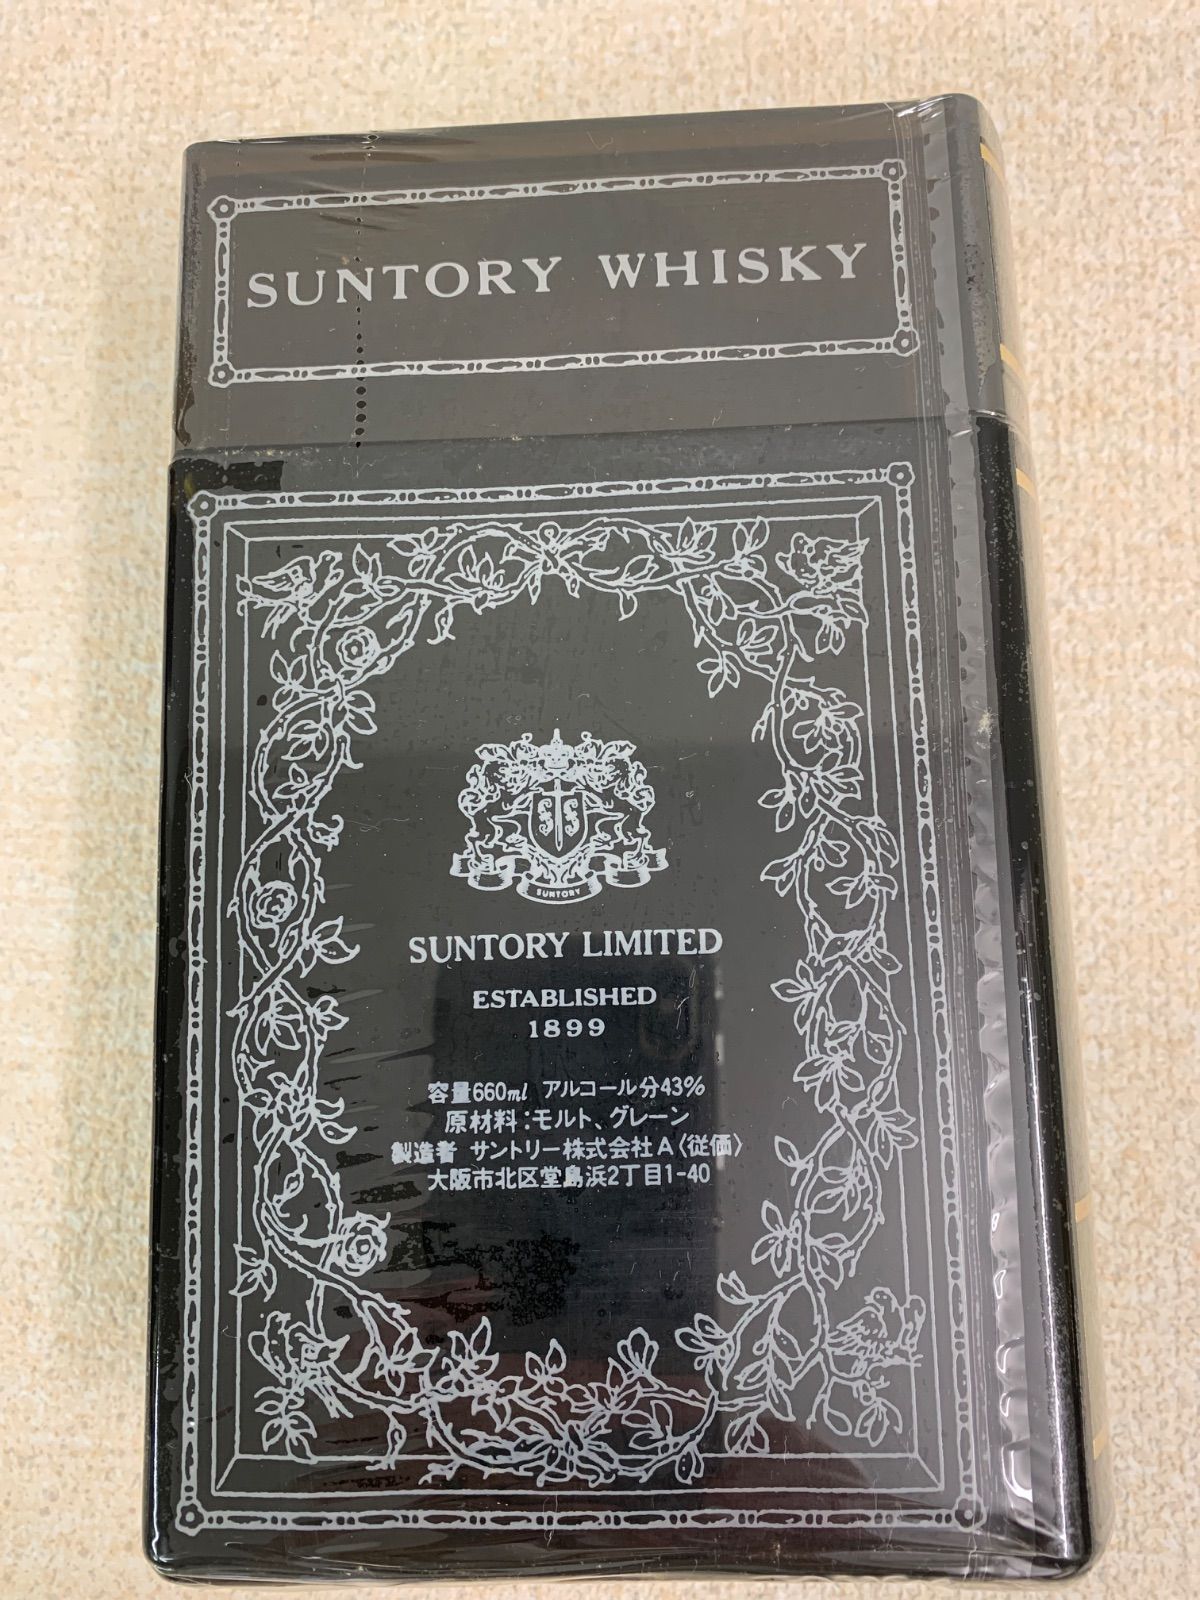 SUNTORY WHISKY
SUNTORY
SUNTORY LIMITED
ESTABLISHED
1899
容量660ml アルコール分43%
原材料:モルト、グレーン
製造者 サントリー株式会社A〈従価〉
大阪市北区堂島浜2丁目1-40